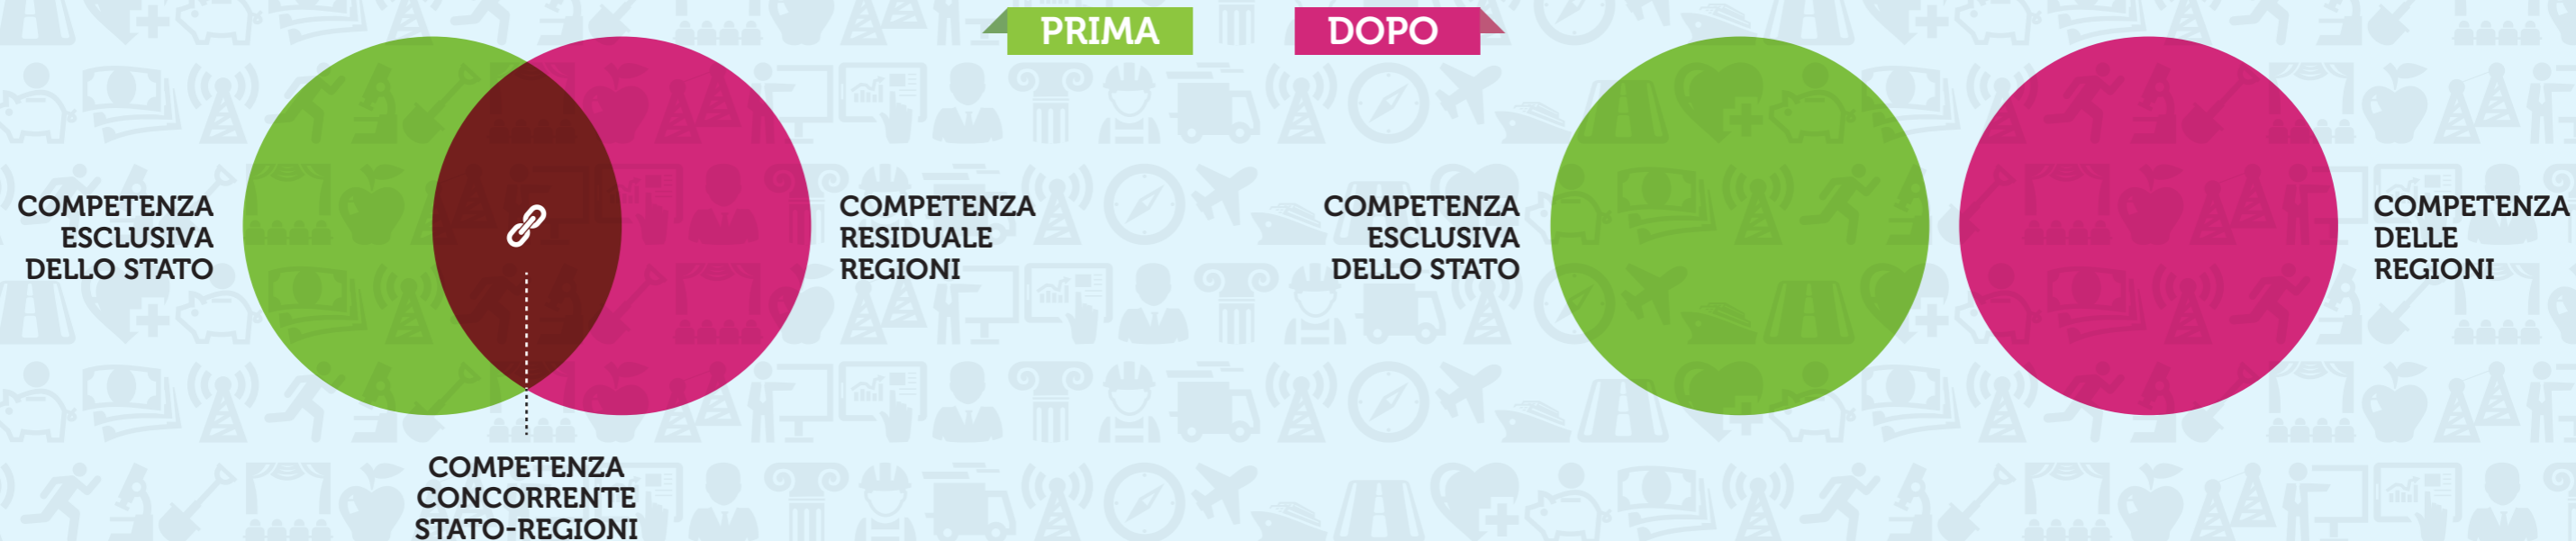 PRIMA
DOPO
COMPETENZA
ESCLUSIVA
DELLO STATO
COMPETENZA
RESIDUALE
REGIONI
COMPETENZA
CONCORRENTE
STATO-REGIONI
COMPETENZA
ESCLUSIVA
DELLO STATO
COMPETENZA
DELLE
REGIONI